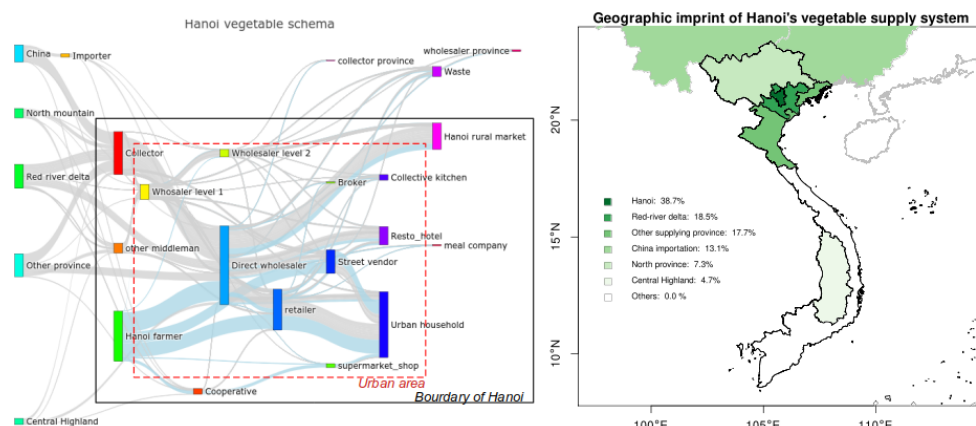 Hanoi vegetable schema
China
Importer
wholesaler province
collector province
Waste
North mountain
Collector
Wholesaler level 2
Hanoi rural market
Red river delta
Whosaler level 1
Broker
Collective kitchen
other middleman
Resto_hotel
meal company
Other province
Direct wholesaler
Street vendor
Hanoi farmer
retailer
Urban household
supermarket_shop
Urban area
Cooperative
Bourdary of Hanoi
Central Highland
Geographic imprint of Hanoi's vegetable supply system
20°N
15°N
10°N
Hanoi: 38.7%
Red-river delta: 18.5%
Other supplying province: 17.7%
China importation: 13.1%
North province: 7.3%
Central Highland: 4.7%
Others: 0.0 %
100°E
105°E
110°E